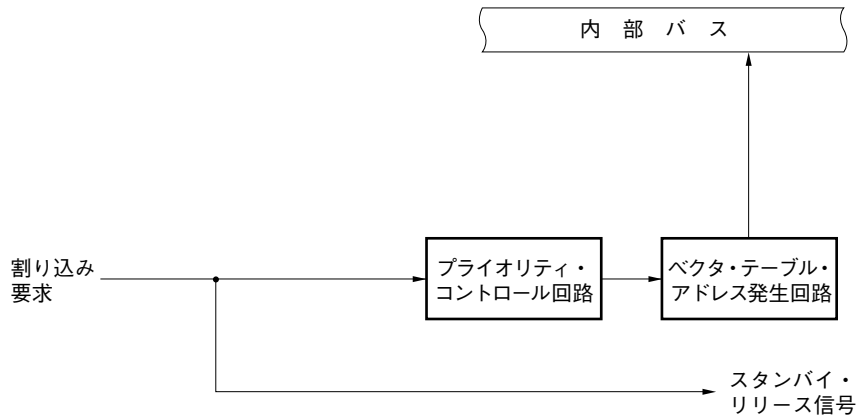 内 部 バ ス
割り込み
要求
プライオリティ・
コントロール回路
ベクタ・テーブル・
アドレス発生回路
スタンバイ・
リリース信号